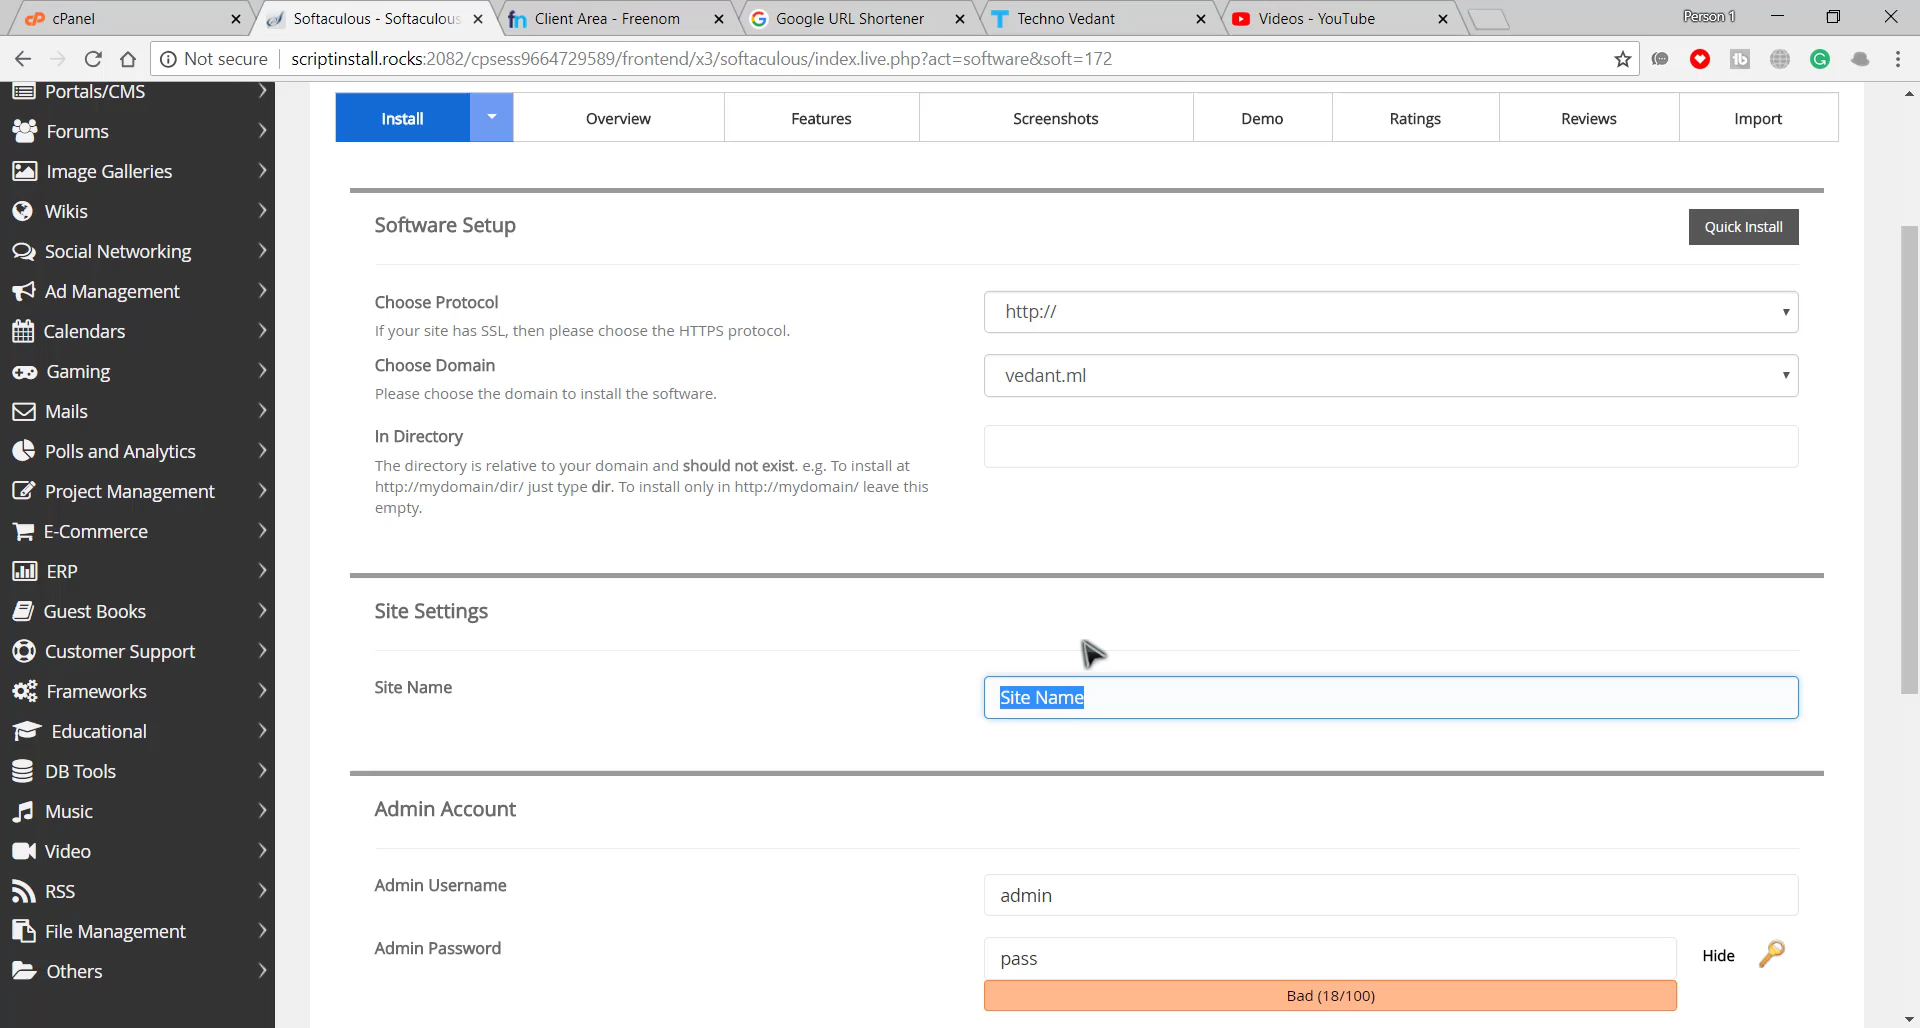 cPanel
Softaculous - Softaculous
Client Area - Freenom
Google URL Shortener
Techno Vedant
Videos - YouTube
Person 1
Not secure
scriptinstall.rocks:2082/cpsess9664729589/frontend/x3/softaculous/index.live.php?act=software&soft=172
Portals/CMS
Forums
Image Galleries
Wikis
Social Networking
Ad Management
Calendars
Gaming
Mails
Polls and Analytics
Project Management
E-Commerce
ERP
Guest Books
Customer Support
Frameworks
Educational
DB Tools
Music
Video
RSS
File Management
Others
Install
Overview
Features
Screenshots
Demo
Ratings
Reviews
Import
Software Setup
Quick Install
Choose Protocol
If your site has SSL, then please choose the HTTPS protocol.
http://
Choose Domain
Please choose the domain to install the software.
vedant.ml
In Directory
The directory is relative to your domain and should not exist. e.g. To install at
http://mydomain/dir/ just type dir. To install only in http://mydomain/ leave this
empty.
Site Settings
Site Name
Site Name
Admin Account
Admin Username
admin
Admin Password
pass
Hide
Bad (18/100)